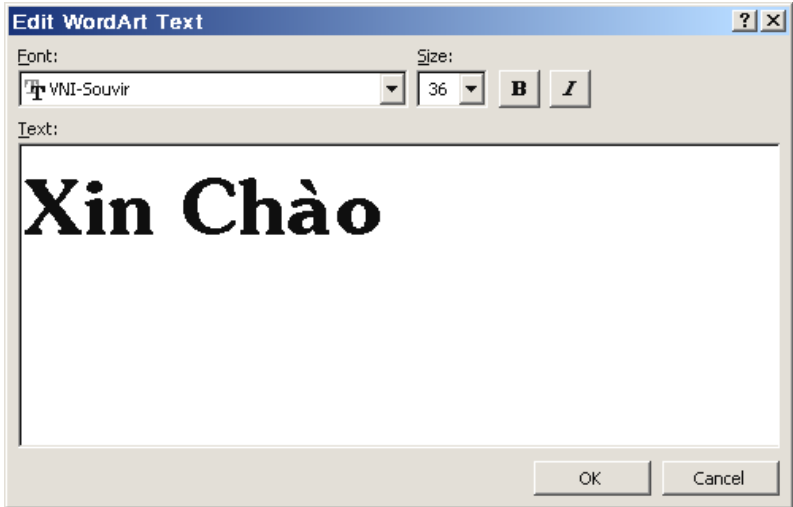 Edit WordArt Text
Font: Size:
VNI-Souvir 36 B I
Text:
Xin Chào
OK Cancel